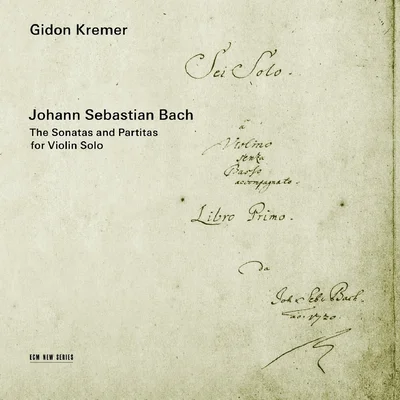 Gidon Kremer
Johann Sebastian Bach
The Sonatas and Partitas
for Violin Solo
Sei Solo.
â
Violino
senza
Basso
accompagnato.
Libro Primo.
da
Joh. Seb. Bach.
ao. 1720.
ECM NEW SERIES